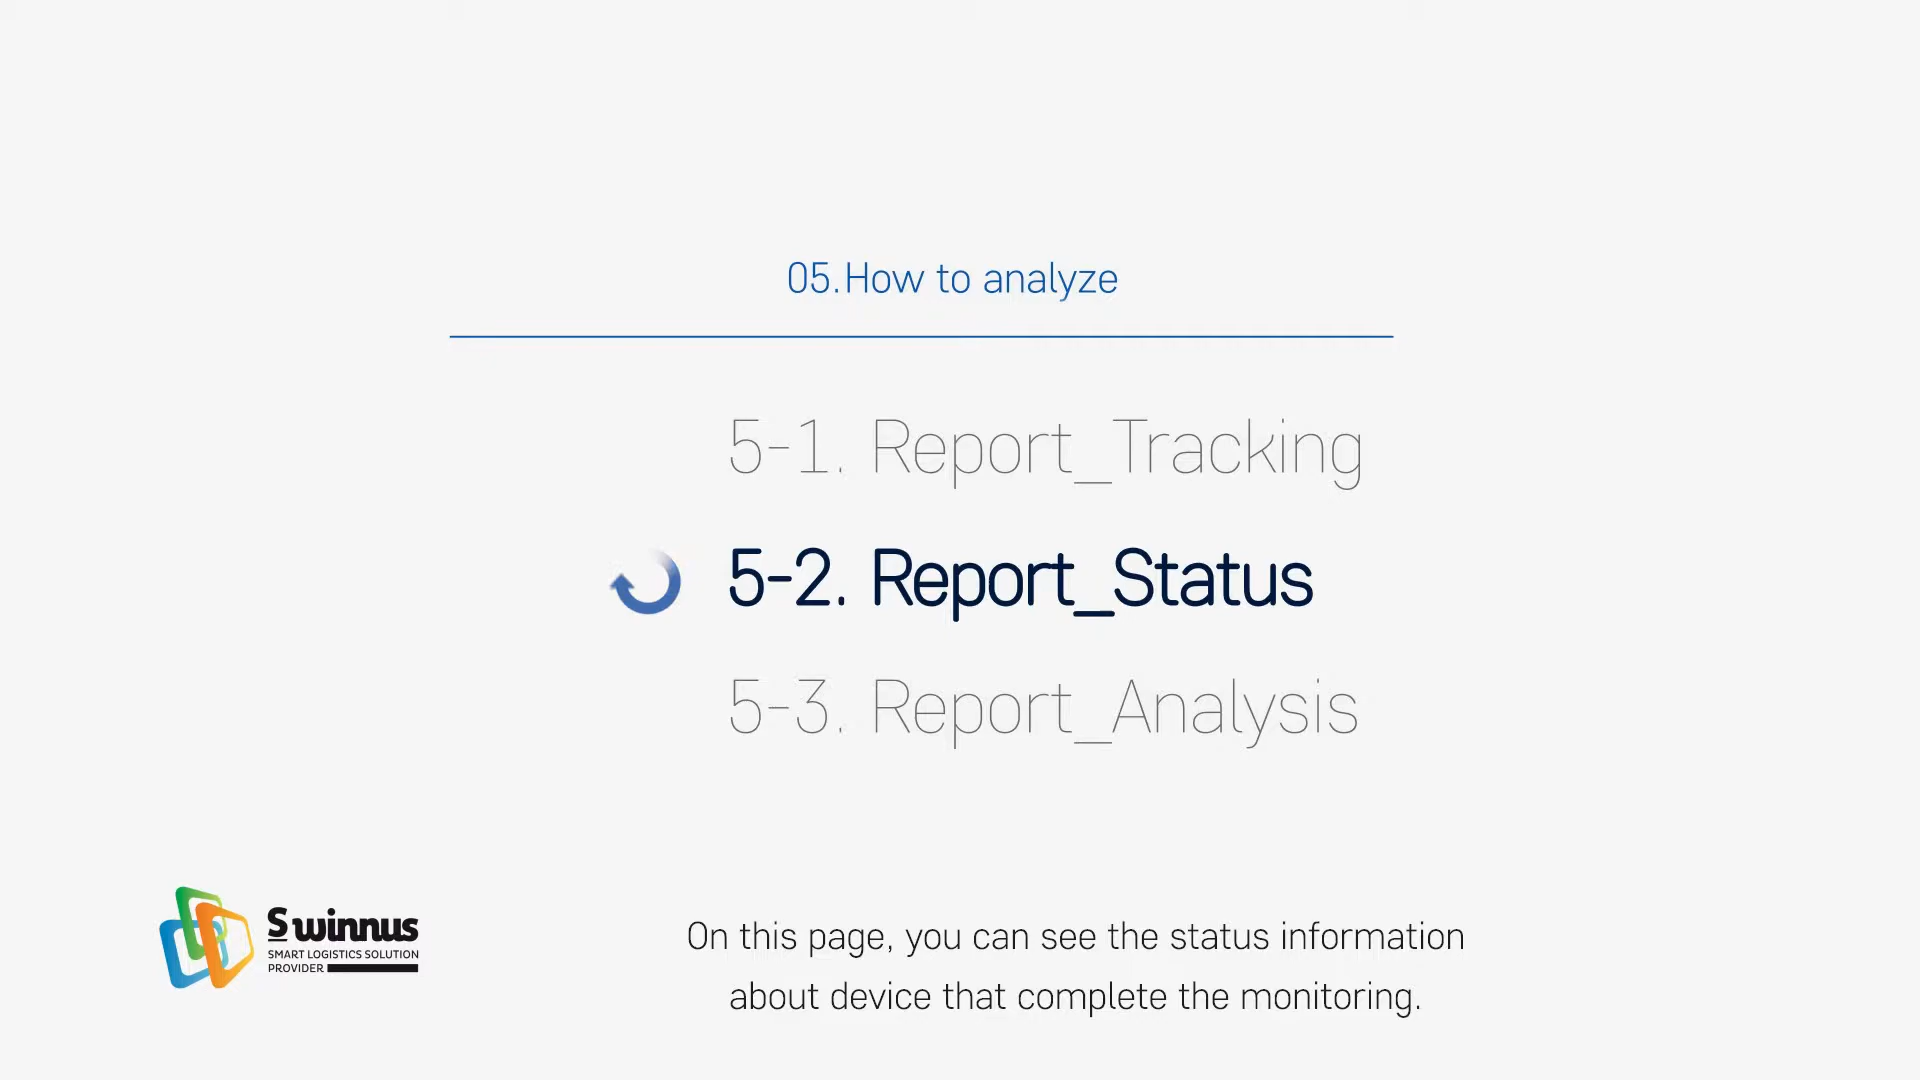 05.How to analyze
5-1. Report_Tracking
5-2. Report_Status
5-3. Report_Analysis
S winnus
SMART LOGISTICS SOLUTION
PROVIDER
On this page, you can see the status information
about device that complete the monitoring.